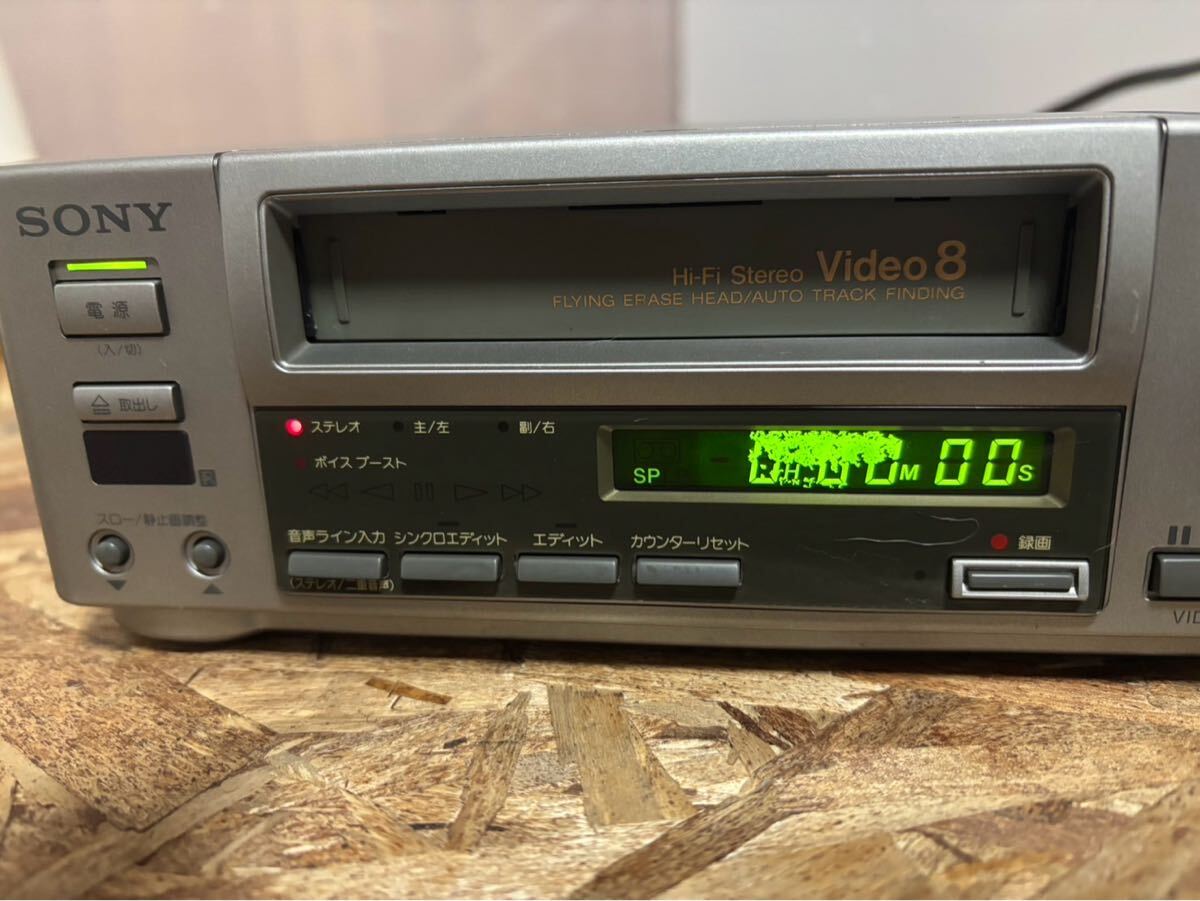 SONY
Hi-Fi Stereo Video 8
FLYING ERASE HEAD/AUTO TRACK FINDING
電源
(入/切)
取出し
スロー/静止画調整
ステレオ
主/左
副/右
ボイスブースト
SP
H
M 00S
音声ライン入力
(ステレオ/二重音声)
シンクロエディット
エディット
カウンターリセット
録画
VID